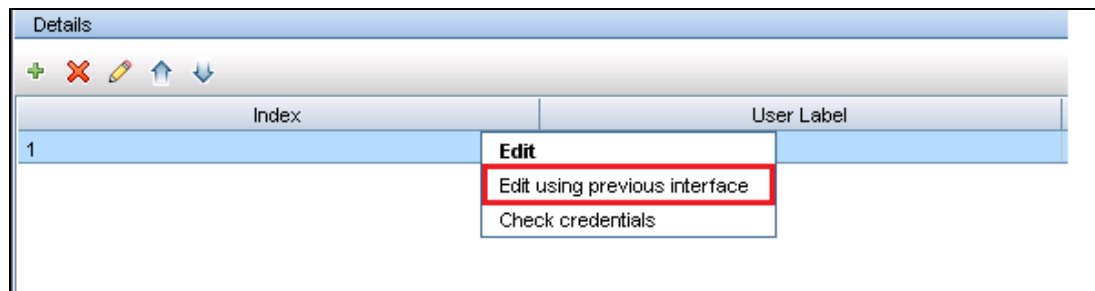 Details
Index User Label
1
Edit
Edit using previous interface
Check credentials